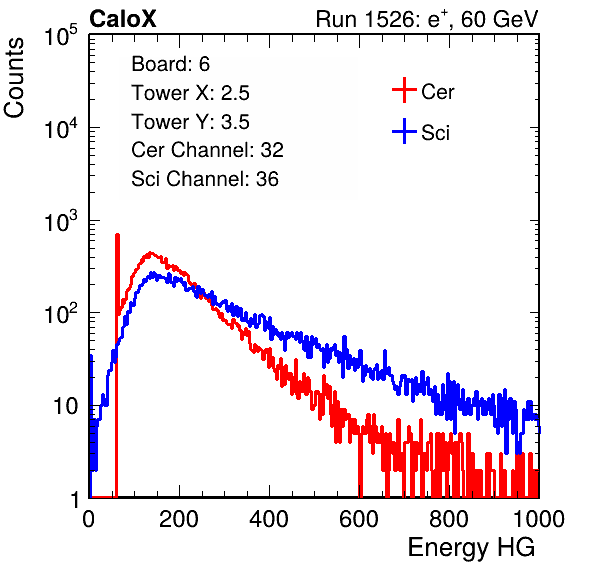 CaloX Run 1526: e⁺, 60 GeV
Counts
10⁵
10⁴
10³
10²
10
1
Board: 6
Tower X: 2.5
Tower Y: 3.5
Cer Channel: 32
Sci Channel: 36
Cer
Sci
0 200 400 600 800 1000
Energy HG